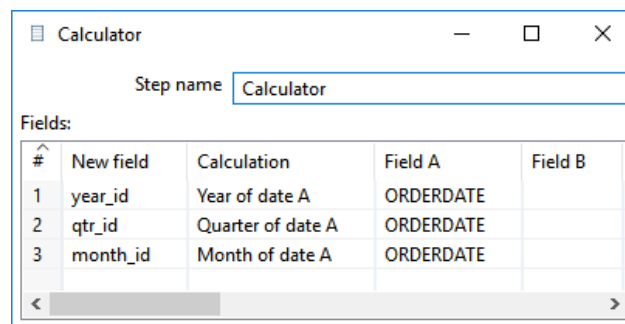 Calculator
Step name Calculator
Fields:
# New field Calculation Field A Field B
1 year_id Year of date A ORDERDATE
2 qtr_id Quarter of date A ORDERDATE
3 month_id Month of date A ORDERDATE